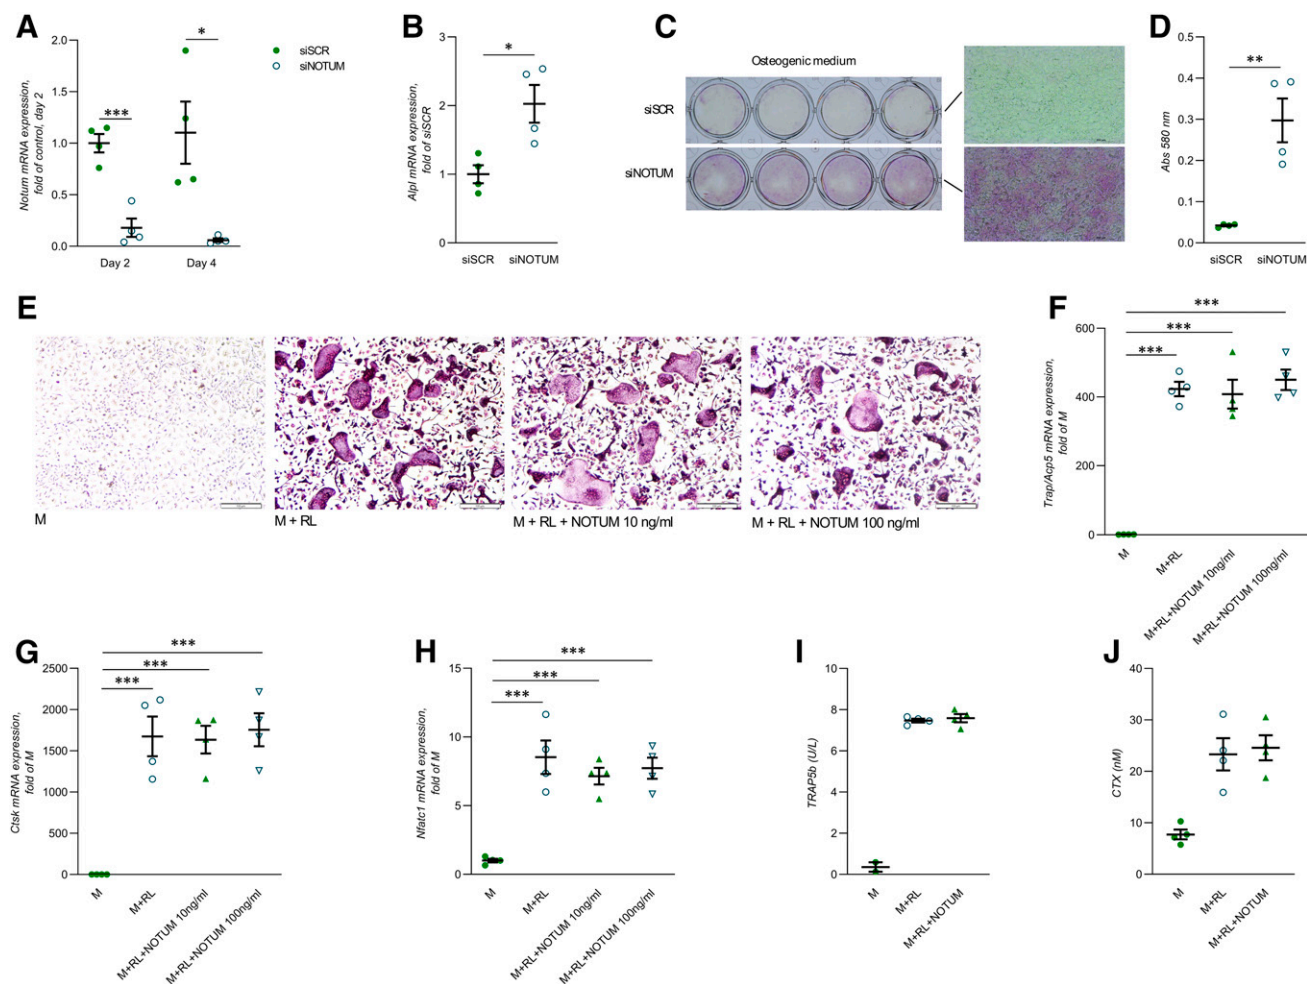 A
Notum mRNA expression,
fold of control, day 2
2.0
1.5
1.0
0.5
0.0
***
*
Day 2
Day 4
siSCR
siNOTUM
B
Alpl mRNA expression,
fold of siSCR
3
2
1
0
*
siSCR
siNOTUM
C
Osteogenic medium
siSCR
siNOTUM
D
Abs 580 nm
0.5
0.4
0.3
0.2
0.1
0.0
**
siSCR
siNOTUM
E
M
M + RL
M + RL + NOTUM 10 ng/ml
M + RL + NOTUM 100 ng/ml
F
Trap/Acp5 mRNA expression,
fold of M
600
400
200
0
***
***
***
M
M+RL
M+RL+NOTUM 10ng/ml
M+RL+NOTUM 100ng/ml
G
Ctsk mRNA expression,
fold of M
2500
2000
1500
1000
500
0
***
***
***
M
M+RL
M+RL+NOTUM 10ng/ml
M+RL+NOTUM 100ng/ml
H
Nfatc1 mRNA expression,
fold of M
15
10
5
0
***
***
***
M
M+RL
M+RL+NOTUM 10ng/ml
M+RL+NOTUM 100ng/ml
I
TRAP5b (U/L)
10
8
6
4
2
0
M
M+RL
M+RL+NOTUM
J
CTX (nM)
40
30
20
10
0
M
M+RL
M+RL+NOTUM